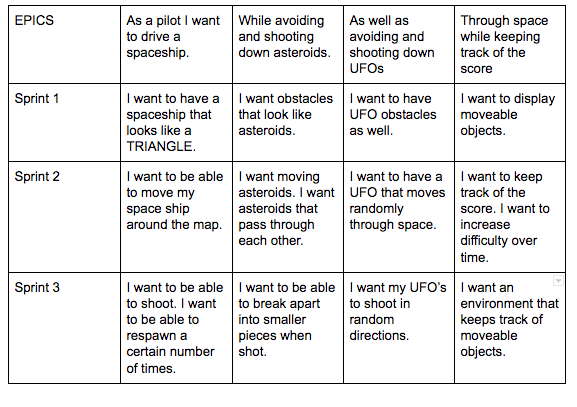 EPICS
As a pilot I want
to drive a
spaceship.
While avoiding
and shooting
down asteroids.
As well as
avoiding and
shooting down
UFOs
Through space
while keeping
track of the
score
Sprint 1
I want to have a
spaceship that
looks like a
TRIANGLE.
I want obstacles
that look like
asteroids.
I want to have
UFO obstacles
as well.
I want to display
moveable
objects.
Sprint 2
I want to be able
to move my
space ship
around the map.
I want moving
asteroids. I want
asteroids that
pass through
each other.
I want to have a
UFO that moves
randomly
through space.
I want to keep
track of the
score. I want to
increase
difficulty over
time.
Sprint 3
I want to be able
to shoot. I want
to be able to
respawn a
certain number
of times.
I want to be able
to break apart
into smaller
pieces when
shot.
I want my UFO’s
to shoot in
random
directions.
I want an
environment that
keeps track of
moveable
objects.